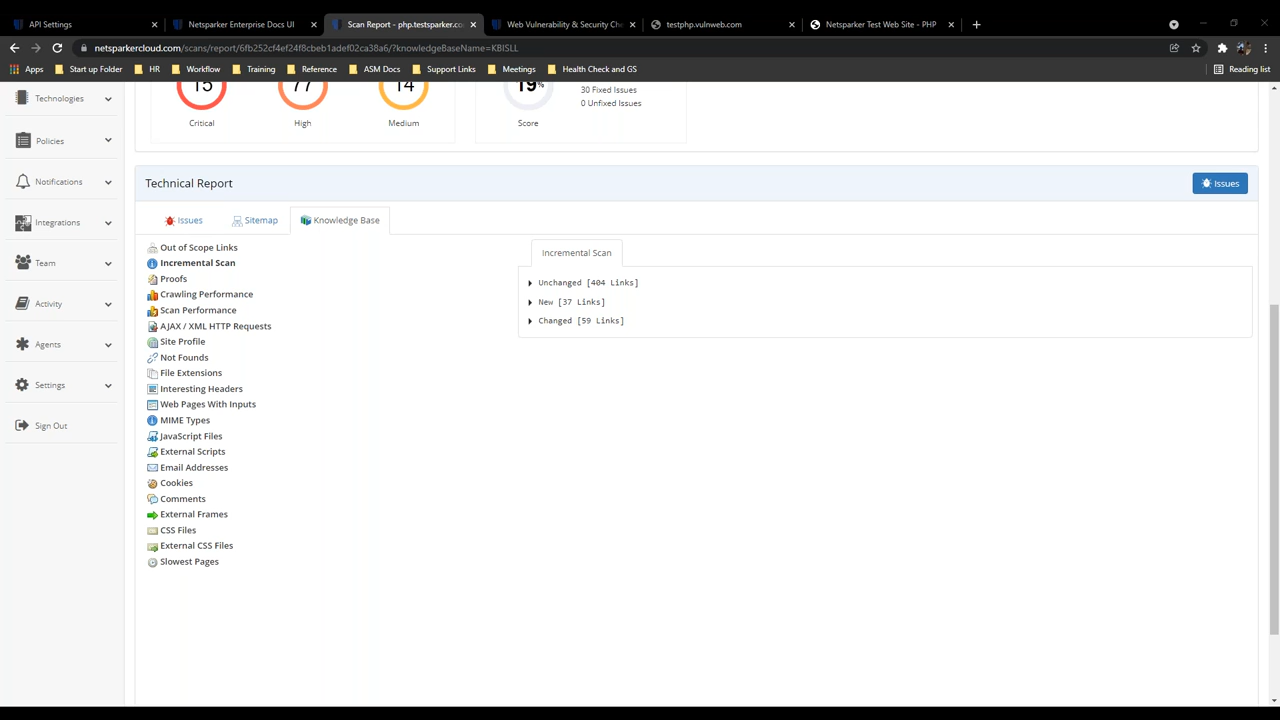 API Settings
Netsparker Enterprise Docs UI
Scan Report - php.testsparker.co
Web Vulnerability & Security Che
testphp.vulnweb.com
Netsparker Test Web Site - PHP
netsparkercloud.com/scans/report/6fb252cf4ef24f8cbeb1adef02ca38a6/?knowledgeBaseName=KBISLL
Apps
Start up Folder
HR
Workflow
Training
Reference
ASM Docs
Support Links
Meetings
Health Check and GS
Reading list
Technologies
Policies
Notifications
Integrations
Team
Activity
Agents
Settings
Sign Out
15
Critical
77
High
14
Medium
19%
Score
30 Fixed Issues
0 Unfixed Issues
Technical Report
Issues
Issues
Sitemap
Knowledge Base
Out of Scope Links
Incremental Scan
Proofs
Crawling Performance
Scan Performance
AJAX / XML HTTP Requests
Site Profile
Not Founds
File Extensions
Interesting Headers
Web Pages With Inputs
MIME Types
JavaScript Files
External Scripts
Email Addresses
Cookies
Comments
External Frames
CSS Files
External CSS Files
Slowest Pages
Incremental Scan
Unchanged [404 Links]
New [37 Links]
Changed [59 Links]